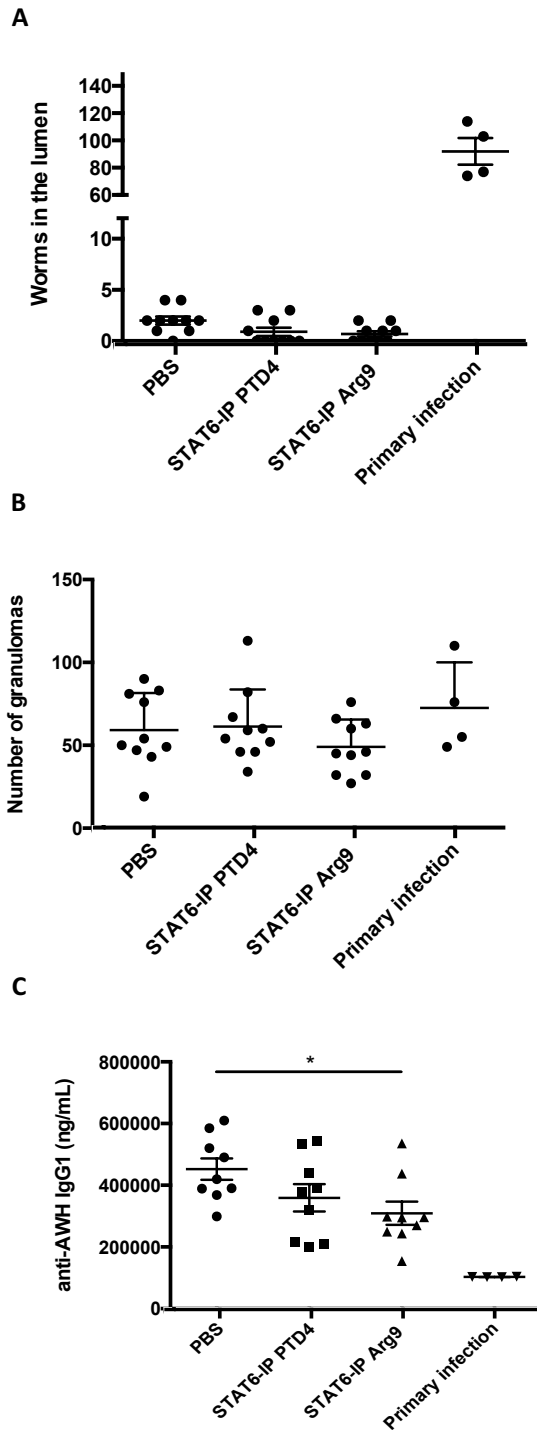 A
Worms in the lumen
140
120
100
80
60
10
5
0
PBS
STAT6-IP PTD4
STAT6-IP Arg9
Primary infection
B
Number of granulomas
150
100
50
0
PBS
STAT6-IP PTD4
STAT6-IP Arg9
Primary infection
C
anti-AWH IgG1 (ng/mL)
800000
600000
400000
200000
0
*
PBS
STAT6-IP PTD4
STAT6-IP Arg9
Primary infection